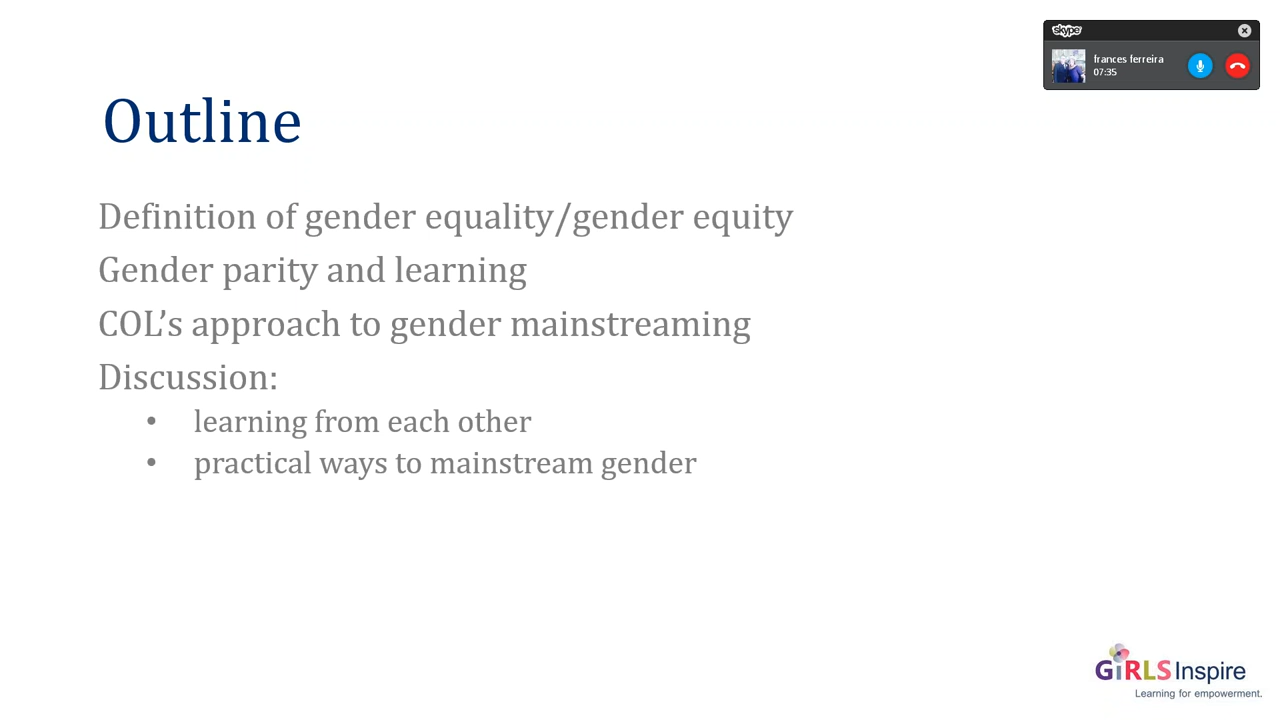 skype
frances ferreira
07:35
Outline
Definition of gender equality/gender equity
Gender parity and learning
COL’s approach to gender mainstreaming
Discussion:
• learning from each other
• practical ways to mainstream gender
GiRLS Inspire
Learning for empowerment.